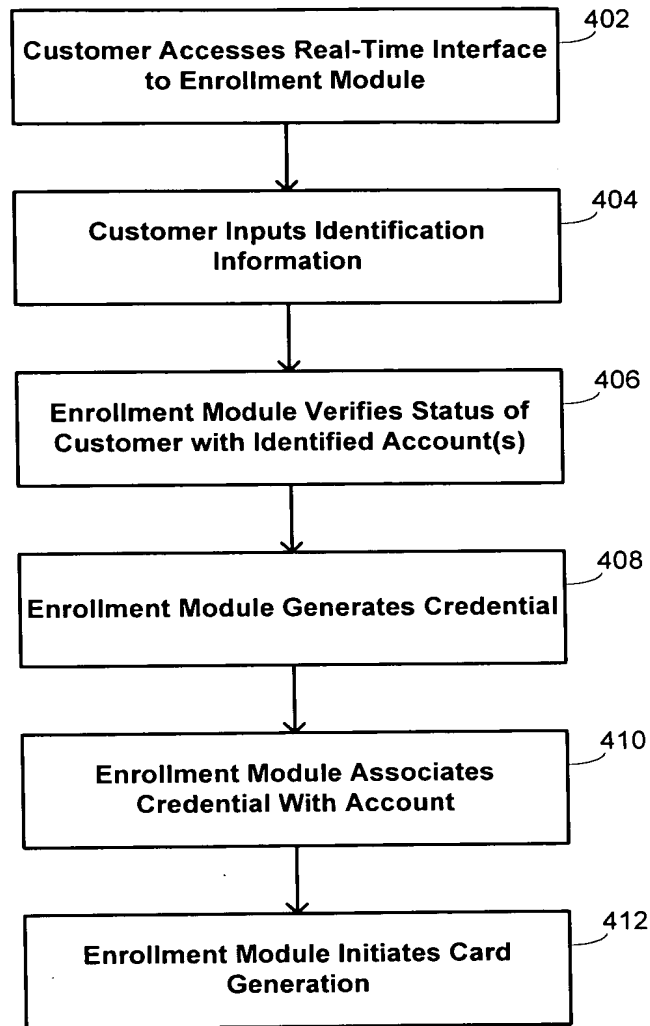 402
Customer Accesses Real-Time Interface
to Enrollment Module
404
Customer Inputs Identification
Information
406
Enrollment Module Verifies Status of
Customer with Identified Account(s)
408
Enrollment Module Generates Credential
410
Enrollment Module Associates
Credential With Account
412
Enrollment Module Initiates Card
Generation